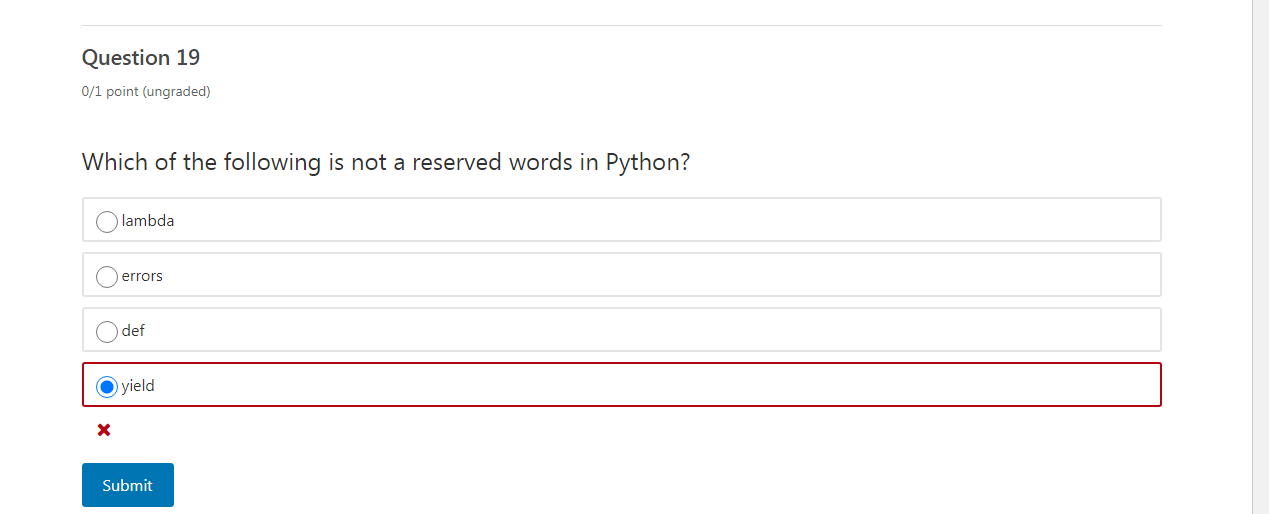 Question 19
0/1 point (ungraded)
Which of the following is not a reserved words in Python?
lambda
errors
def
yield
Submit